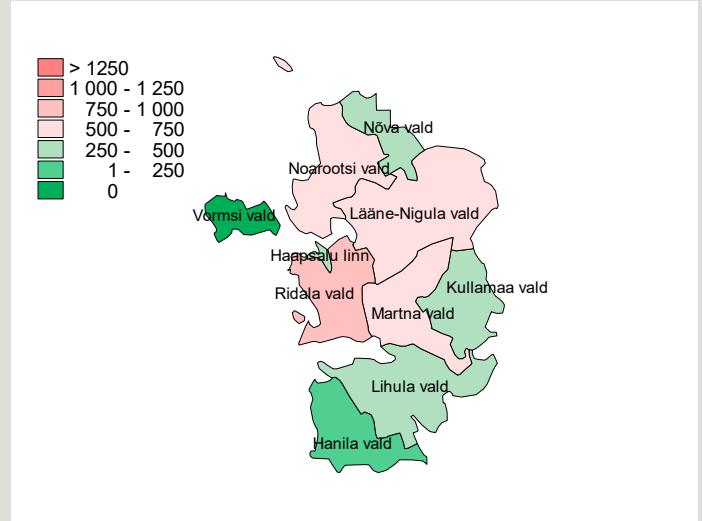 > 1250
1 000 - 1 250
750 - 1 000
500 - 750
250 - 500
1 - 250
0
Nõva vald
Noarootsi vald
Vormsi vald
Lääne-Nigula vald
Haapsalu linn
Ridala vald
Kullamaa vald
Martna vald
Lihula vald
Hanila vald